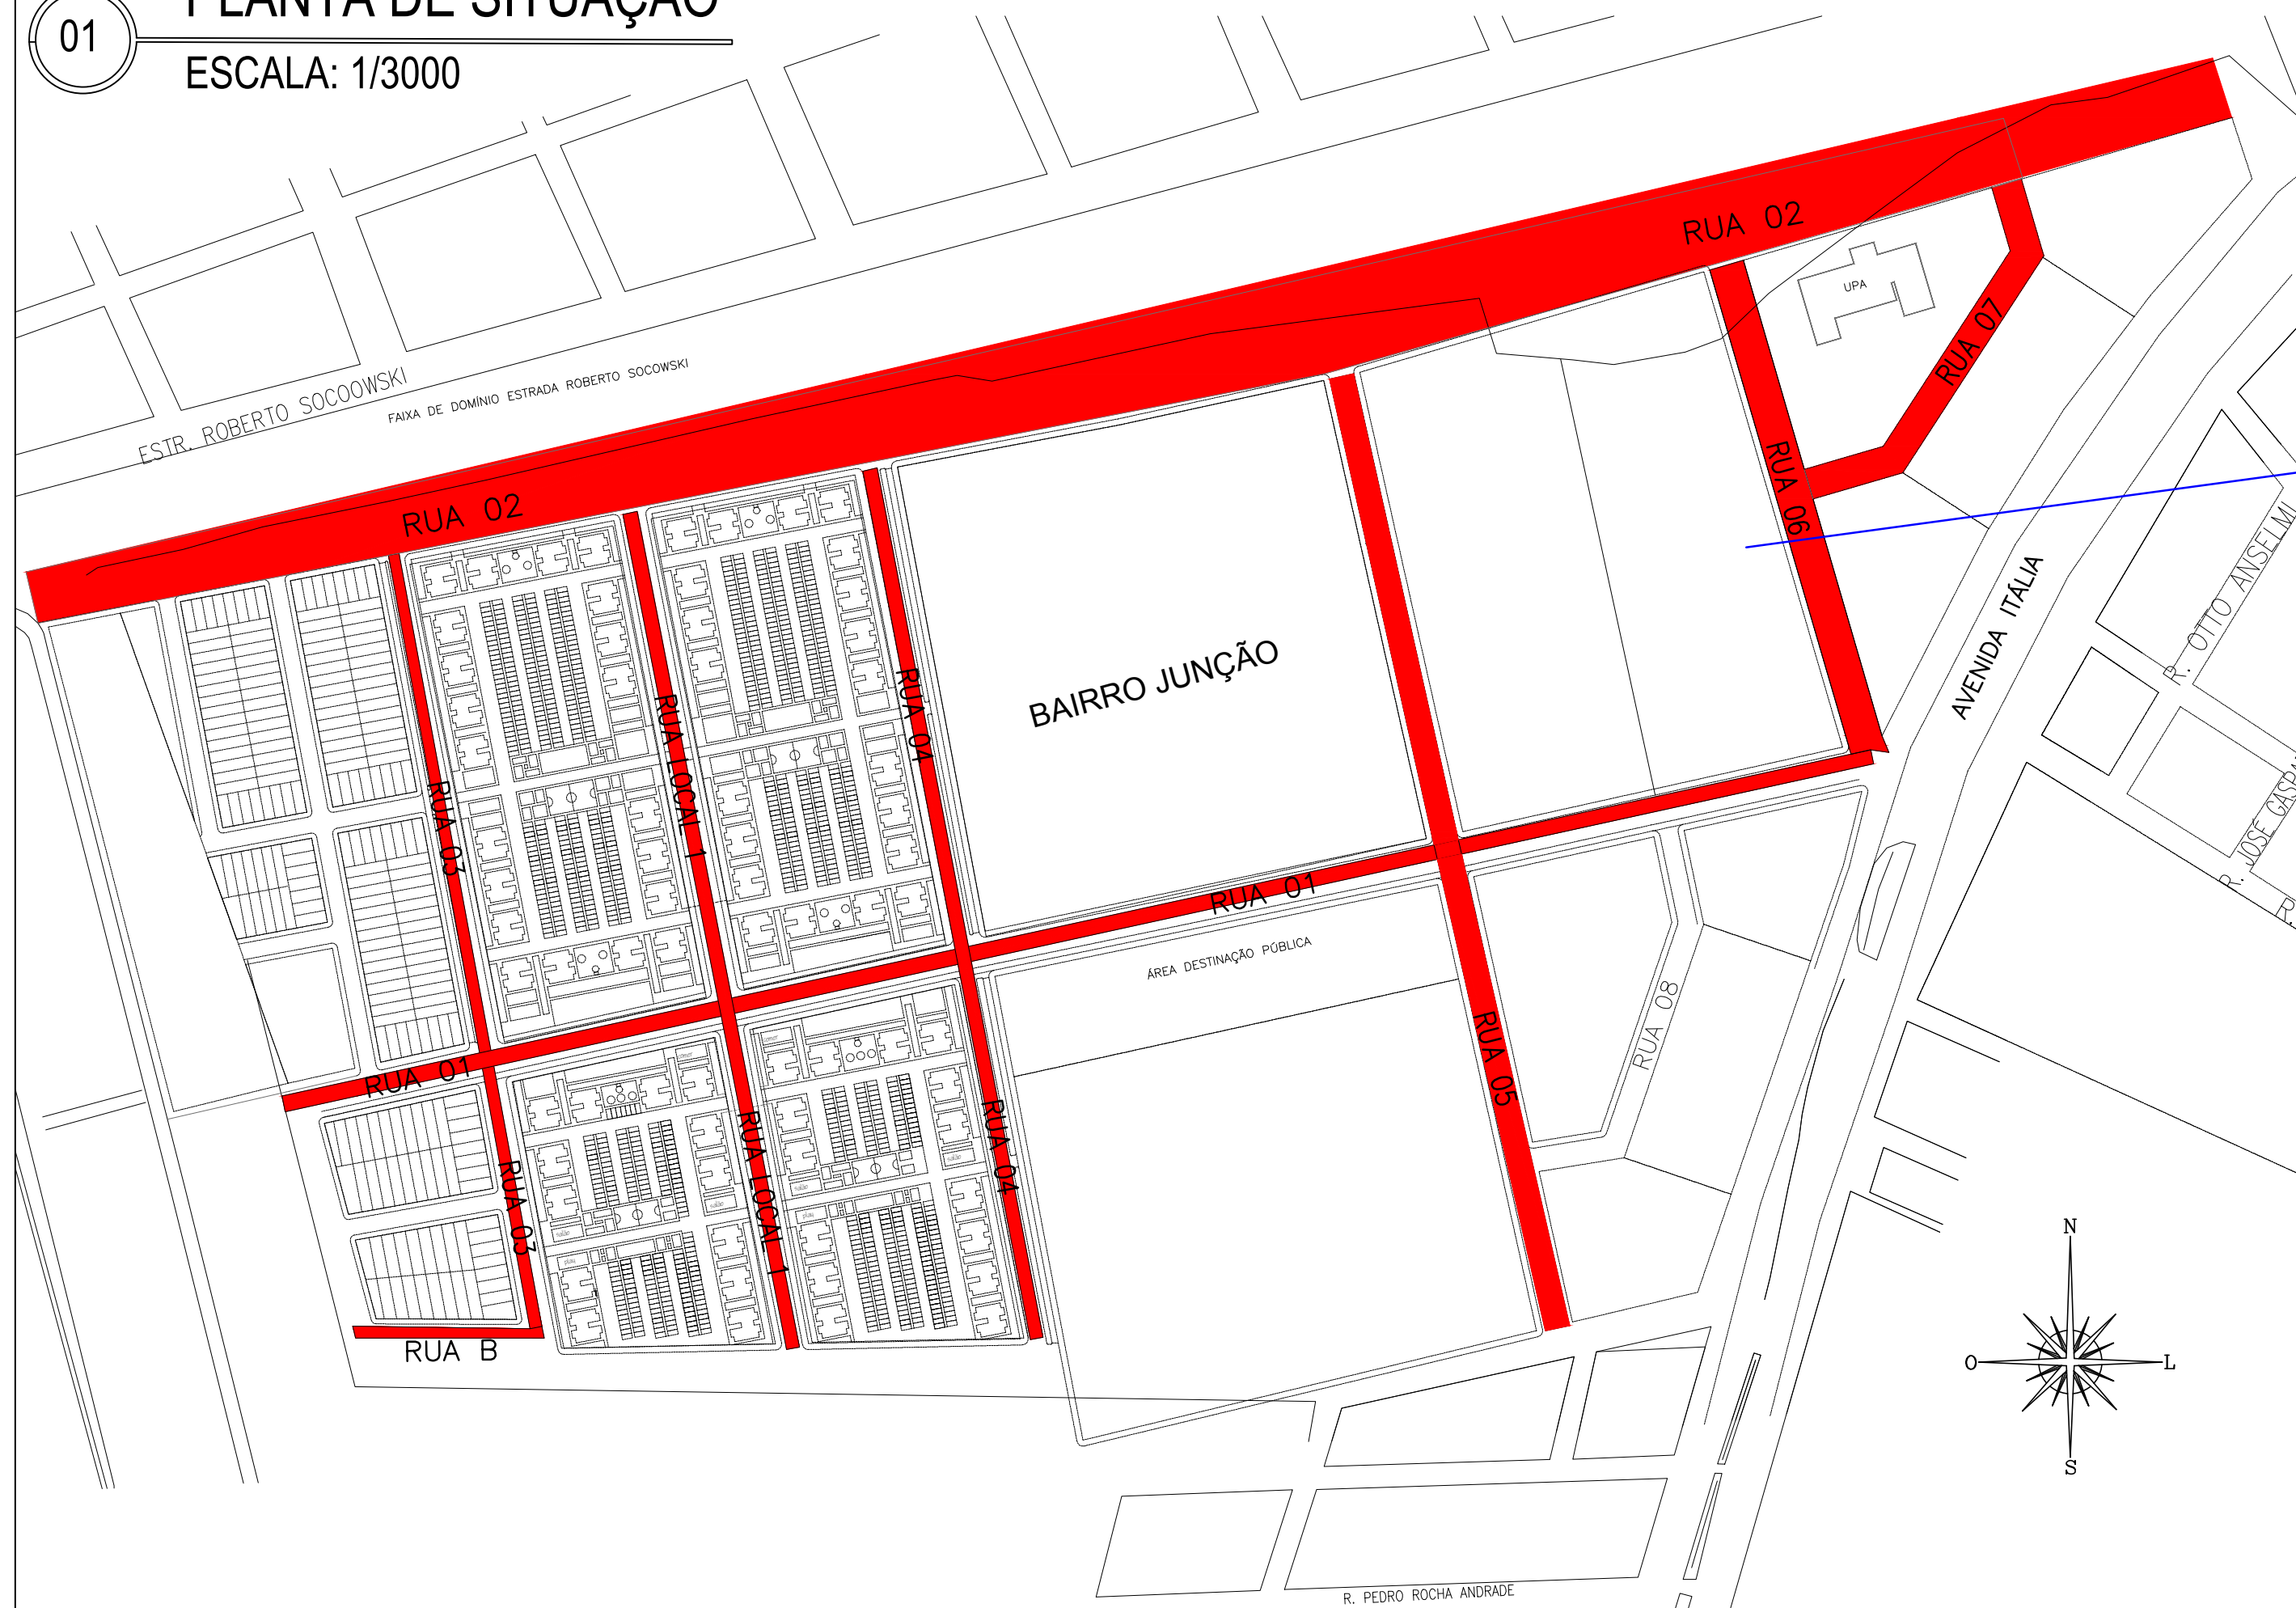 PLANTA DE SITUAÇÃO
01
ESCALA: 1/3000
RUA 02
UPA
RUA 07
ESTR. ROBERTO SOCOOWSKI
FAIXA DE DOMÍNIO ESTRADA ROBERTO SOCOWSKI
RUA 02
RUA 06
R. OTTO ANSELMI
AVENIDA ITÁLIA
BAIRRO JUNÇÃO
RUA 04
RUA LOCAL 1
RUA 03
R. JOSÉ GASPA
R.
RUA 01
ÁREA DESTINAÇÃO PÚBLICA
RUA 08
RUA 05
RUA 01
RUA 04
RUA LOCAL 1
RUA 03
RUA B
N
O
L
S
R. PEDRO ROCHA ANDRADE